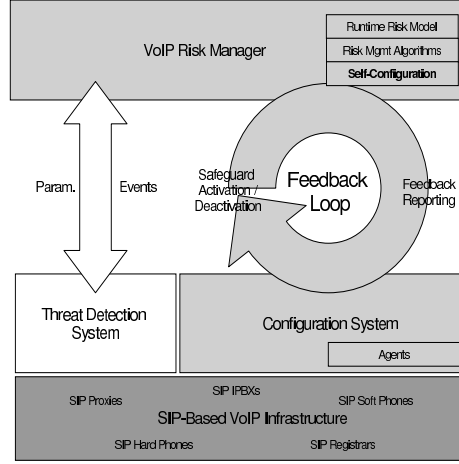 Runtime Risk Model
VoIP Risk Manager
Risk Mgmt Algorithms
Self-Configuration
Param.
Events
Safeguard
Activation /
Deactivation
Feedback
Loop
Feedback
Reporting
Threat Detection
System
Configuration System
Agents
SIP Proxies
SIP IPBXs
SIP Soft Phones
SIP-Based VoIP Infrastructure
SIP Hard Phones
SIP Registrars